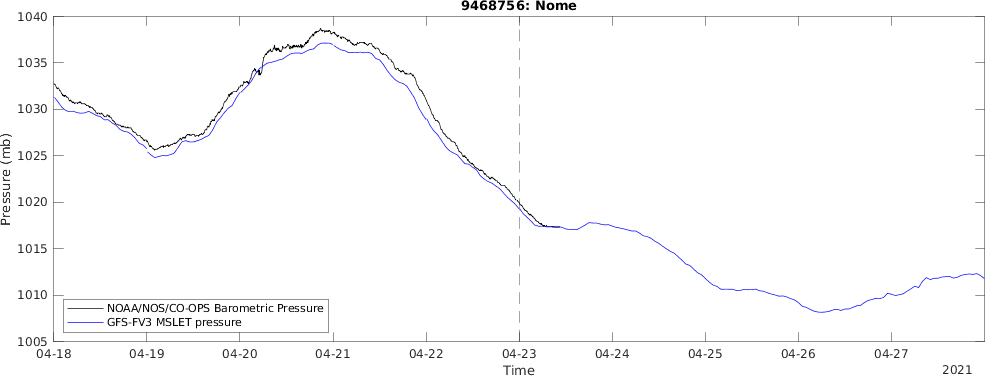 9468756: Nome
1040
1035
1030
1025
1020
1015
1010
1005
Pressure (mb)
NOAA/NOS/CO-OPS Barometric Pressure
GFS-FV3 MSLET pressure
04-18 04-19 04-20 04-21 04-22 04-23 04-24 04-25 04-26 04-27
Time
2021